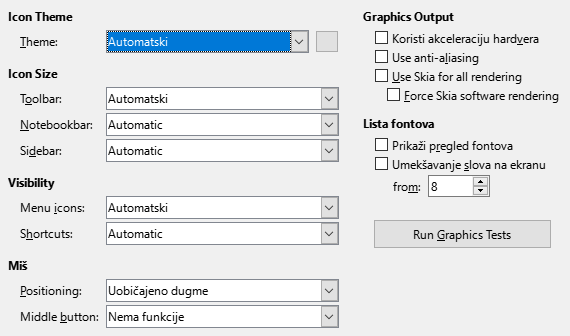 Icon Theme
Theme: Automatski
Icon Size
Toolbar: Automatski
Notebookbar: Automatic
Sidebar: Automatic
Visibility
Menu icons: Automatski
Shortcuts: Automatic
Miš
Positioning: Uobičajeno dugme
Middle button: Nema funkcije
Graphics Output
Koristi akceleraciju hardvera
Use anti-aliasing
Use Skia for all rendering
Force Skia software rendering
Lista fontova
Prikaži pregled fontova
Umekšavanje slova na ekranu
from: 8
Run Graphics Tests